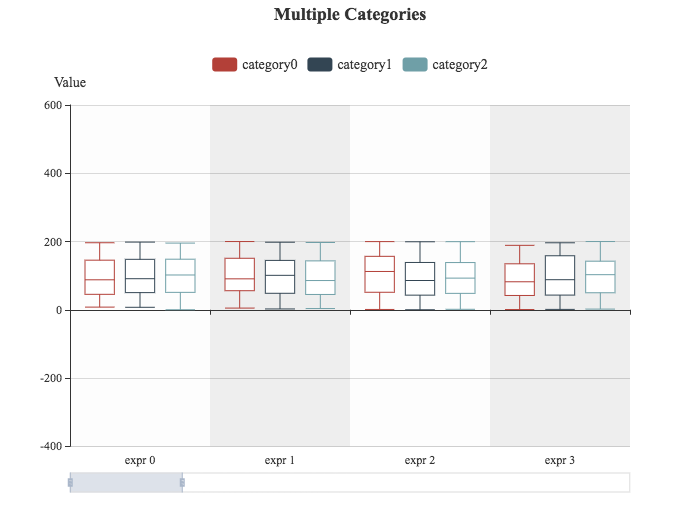 Multiple Categories
category0 category1 category2
Value
600
400
200
0
-200
-400
expr 0 expr 1 expr 2 expr 3